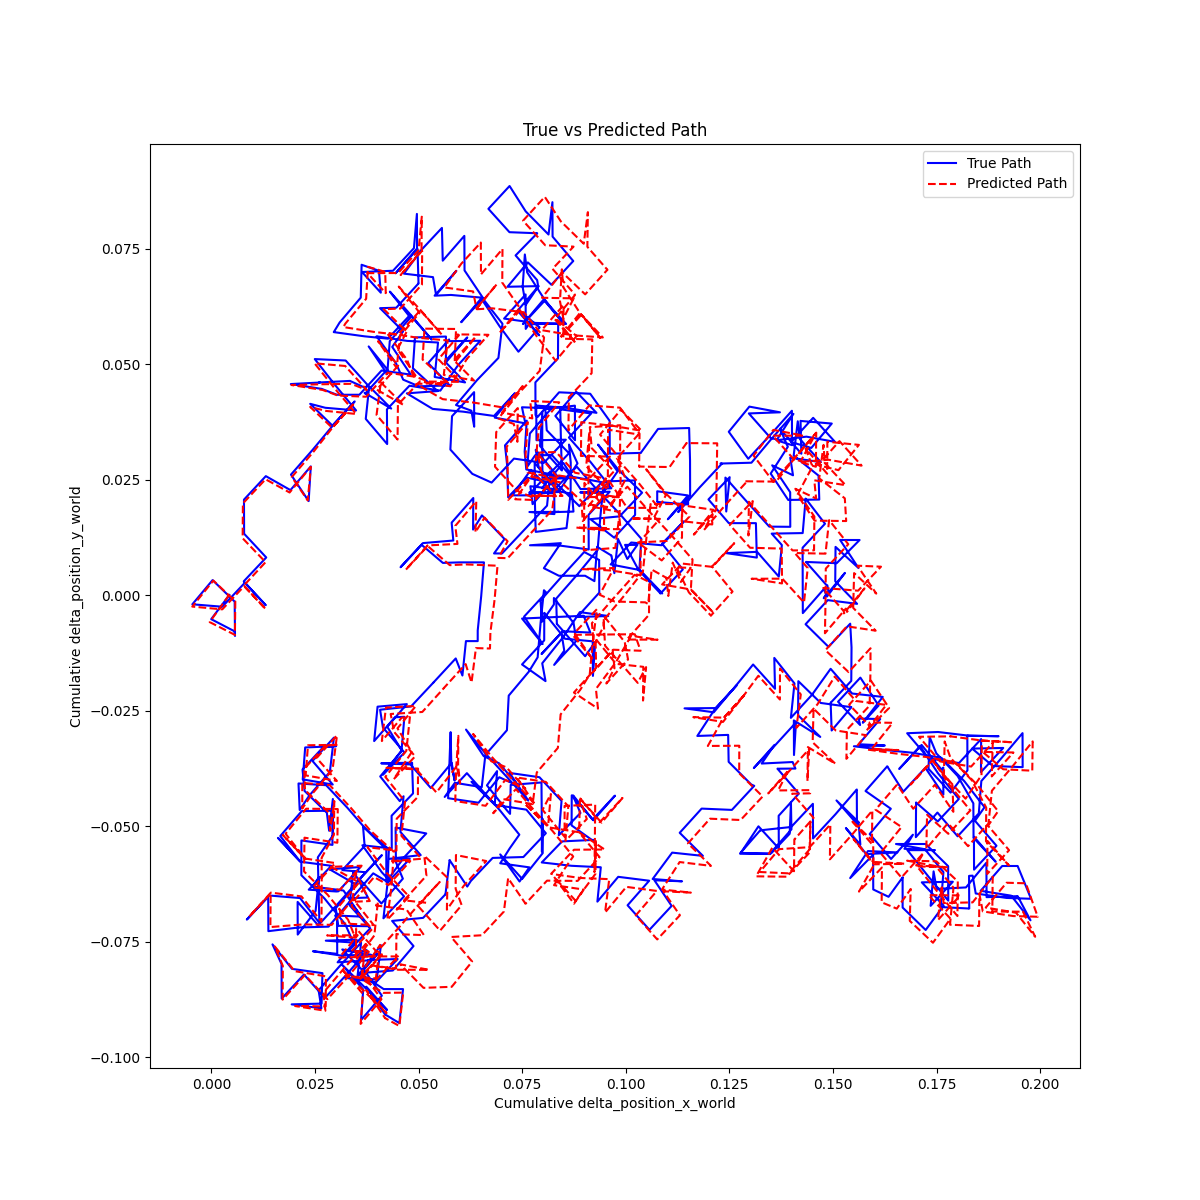 True vs Predicted Path
True Path
Predicted Path
0.075
0.050
0.025
0.000
−0.025
−0.050
−0.075
−0.100
Cumulative delta_position_y_world
0.000 0.025 0.050 0.075 0.100 0.125 0.150 0.175 0.200
Cumulative delta_position_x_world